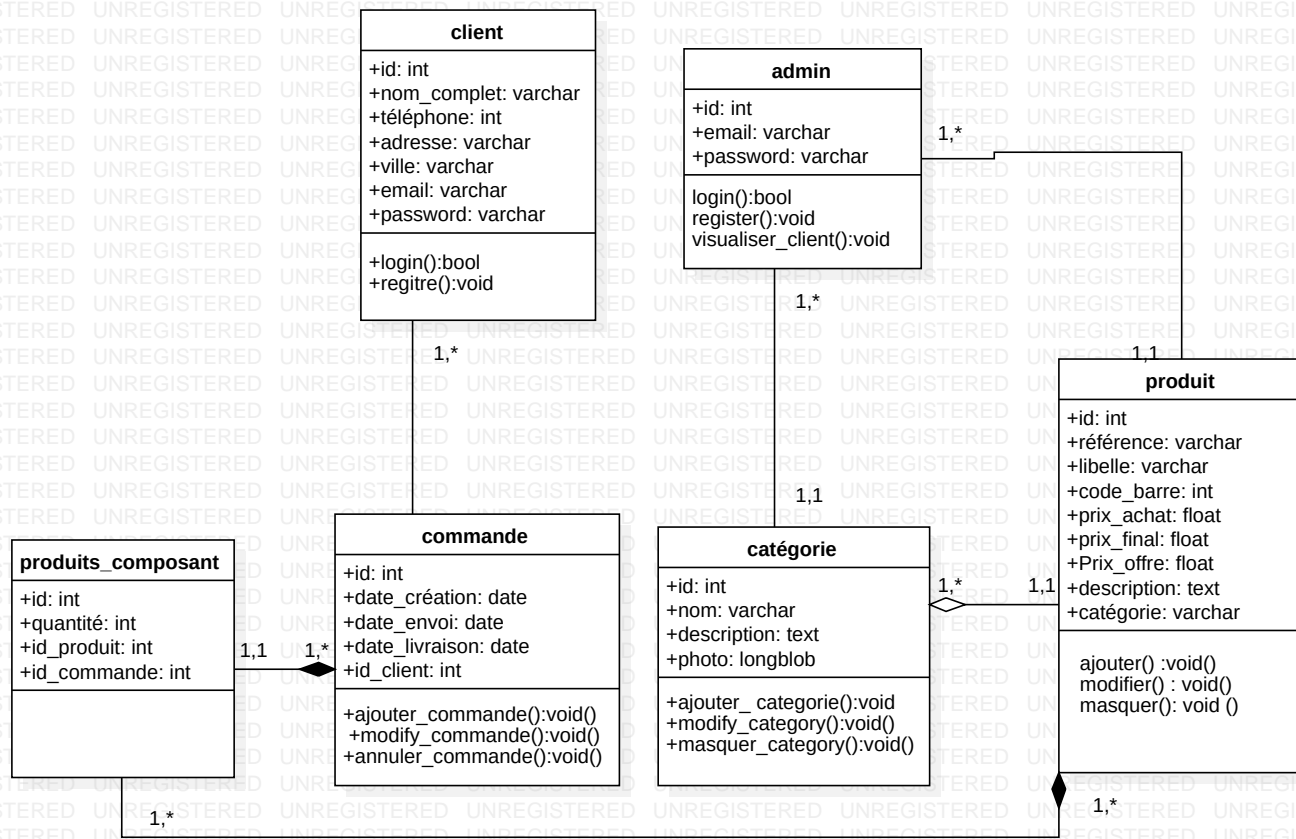 client
+id: int
+nom_complet: varchar
+téléphone: int
+adresse: varchar
+ville: varchar
+email: varchar
+password: varchar
+login():bool
+regitre():void
1,*
admin
+id: int
+email: varchar
+password: varchar
login():bool
register():void
visualiser_client():void
1,*
1,*
1,1
1,1
produit
+id: int
+référence: varchar
+libelle: varchar
+code_barre: int
+prix_achat: float
+prix_final: float
+Prix_offre: float
+description: text
+catégorie: varchar
ajouter() :void()
modifier() : void()
masquer(): void ()
1,*
produits_composant
+id: int
+quantité: int
+id_produit: int
+id_commande: int
1,1
1,*
1,*
commande
+id: int
+date_création: date
+date_envoi: date
+date_livraison: date
+id_client: int
+ajouter_commande():void()
+modify_commande():void()
+annuler_commande():void()
catégorie
+id: int
+nom: varchar
+description: text
+photo: longblob
+ajouter_ categorie():void
+modify_category():void()
+masquer_category():void()
1,*
1,1
UNREGISTERED